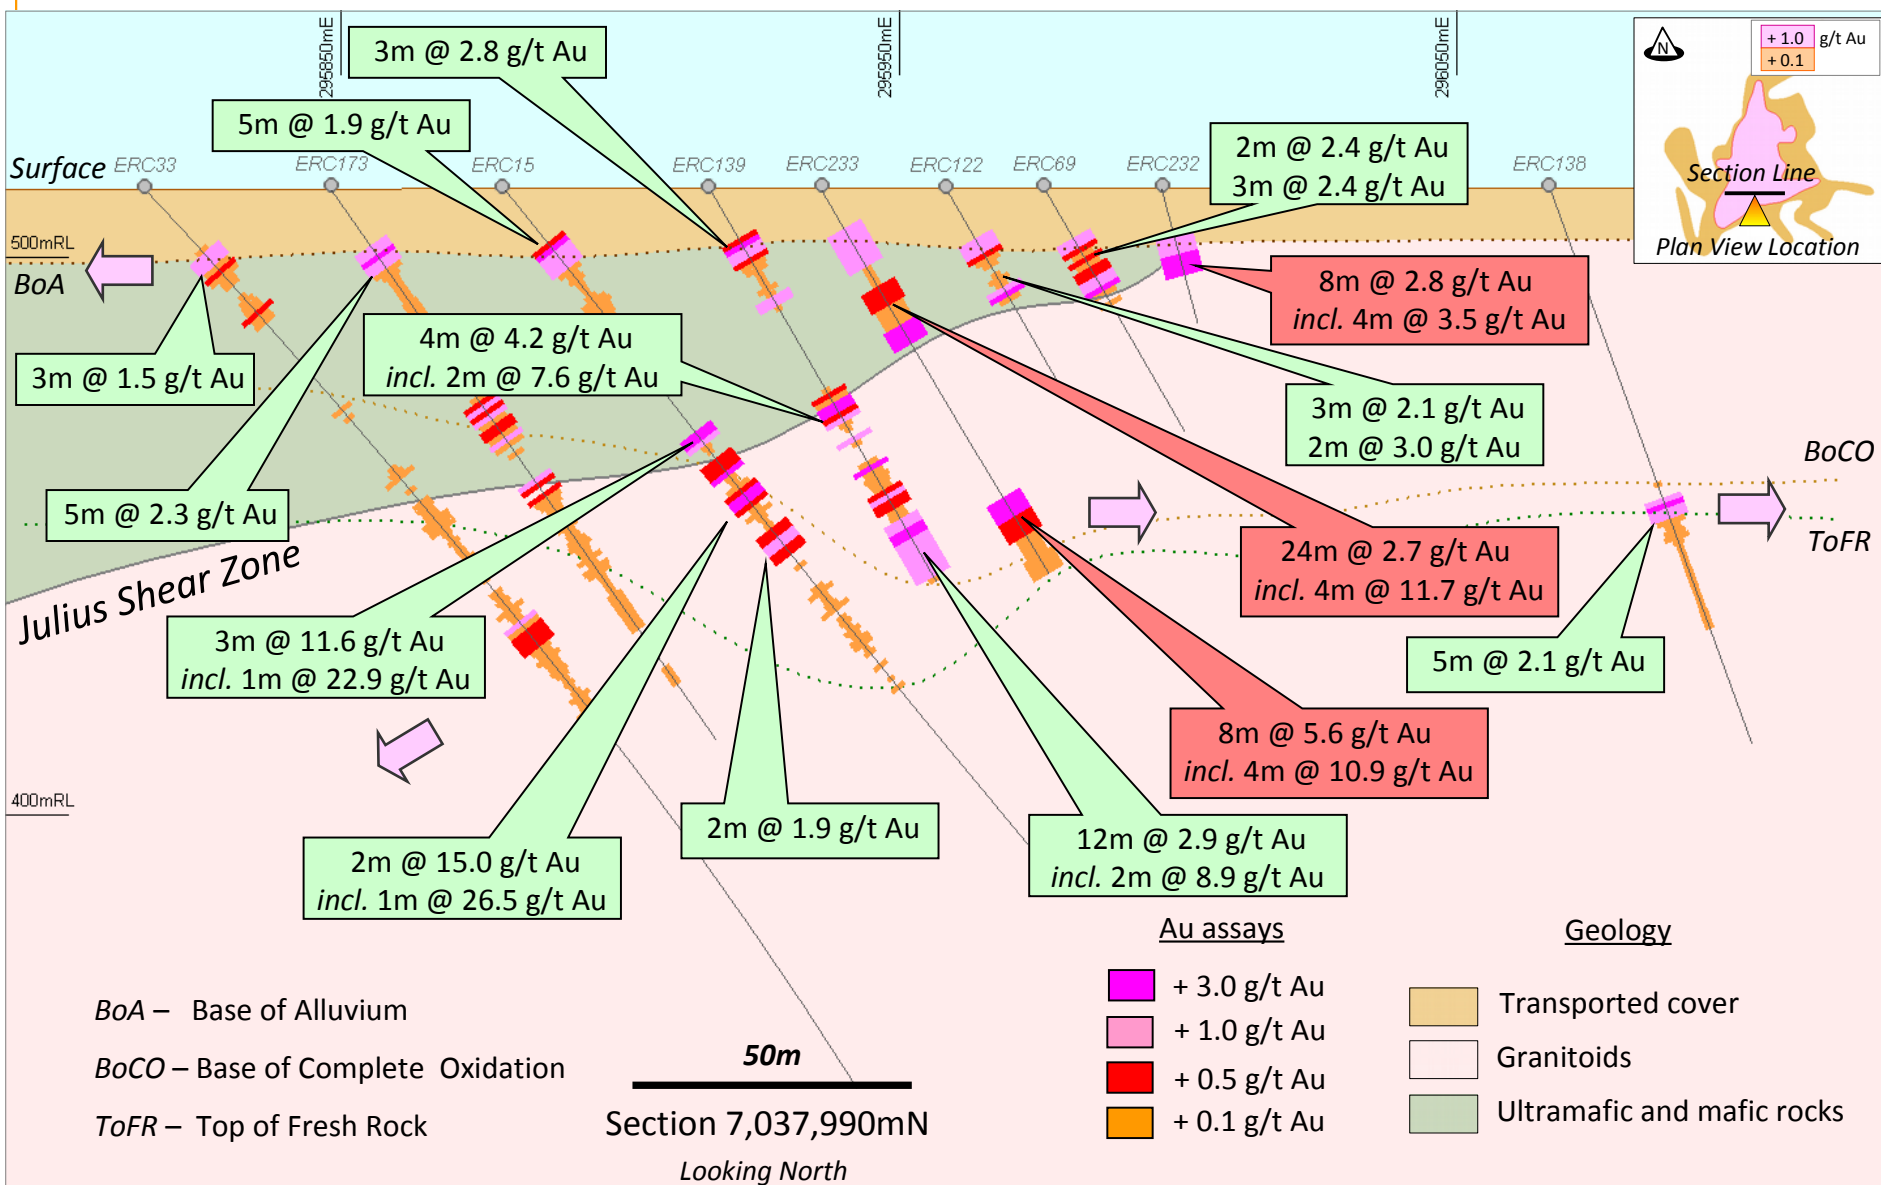 295850mE
295950mE
296050mE
N
+ 1.0 g/t Au
+ 0.1
Section Line
Plan View Location
3m @ 2.8 g/t Au
5m @ 1.9 g/t Au
2m @ 2.4 g/t Au
3m @ 2.4 g/t Au
Surface
ERC33
ERC173
ERC15
ERC139
ERC233
ERC122
ERC69
ERC232
ERC138
500mRL
BoA
8m @ 2.8 g/t Au
incl. 4m @ 3.5 g/t Au
3m @ 1.5 g/t Au
4m @ 4.2 g/t Au
incl. 2m @ 7.6 g/t Au
3m @ 2.1 g/t Au
2m @ 3.0 g/t Au
BoCO
5m @ 2.3 g/t Au
ToFR
24m @ 2.7 g/t Au
incl. 4m @ 11.7 g/t Au
Julius Shear Zone
3m @ 11.6 g/t Au
incl. 1m @ 22.9 g/t Au
5m @ 2.1 g/t Au
8m @ 5.6 g/t Au
incl. 4m @ 10.9 g/t Au
400mRL
2m @ 1.9 g/t Au
2m @ 15.0 g/t Au
incl. 1m @ 26.5 g/t Au
12m @ 2.9 g/t Au
incl. 2m @ 8.9 g/t Au
Au assays
+ 3.0 g/t Au
+ 1.0 g/t Au
+ 0.5 g/t Au
+ 0.1 g/t Au
Geology
Transported cover
Granitoids
Ultramafic and mafic rocks
BoA – Base of Alluvium
BoCO – Base of Complete Oxidation
ToFR – Top of Fresh Rock
50m
Section 7,037,990mN
Looking North